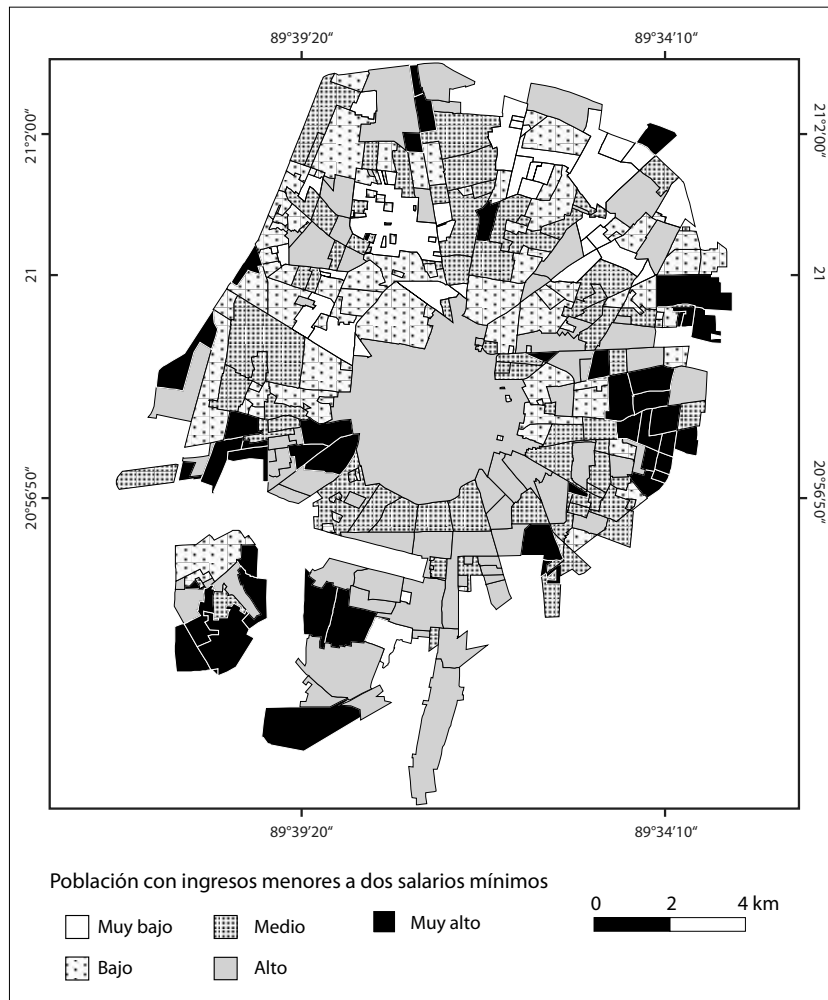 89°39'20“ 89°34'10“
21°2'00“ 21°2'00“
21 21
20°56'50“ 20°56'50“
89°39'20“ 89°34'10“
Población con ingresos menores a dos salarios mínimos
0 2 4 km
Muy bajo Medio Muy alto
Bajo Alto